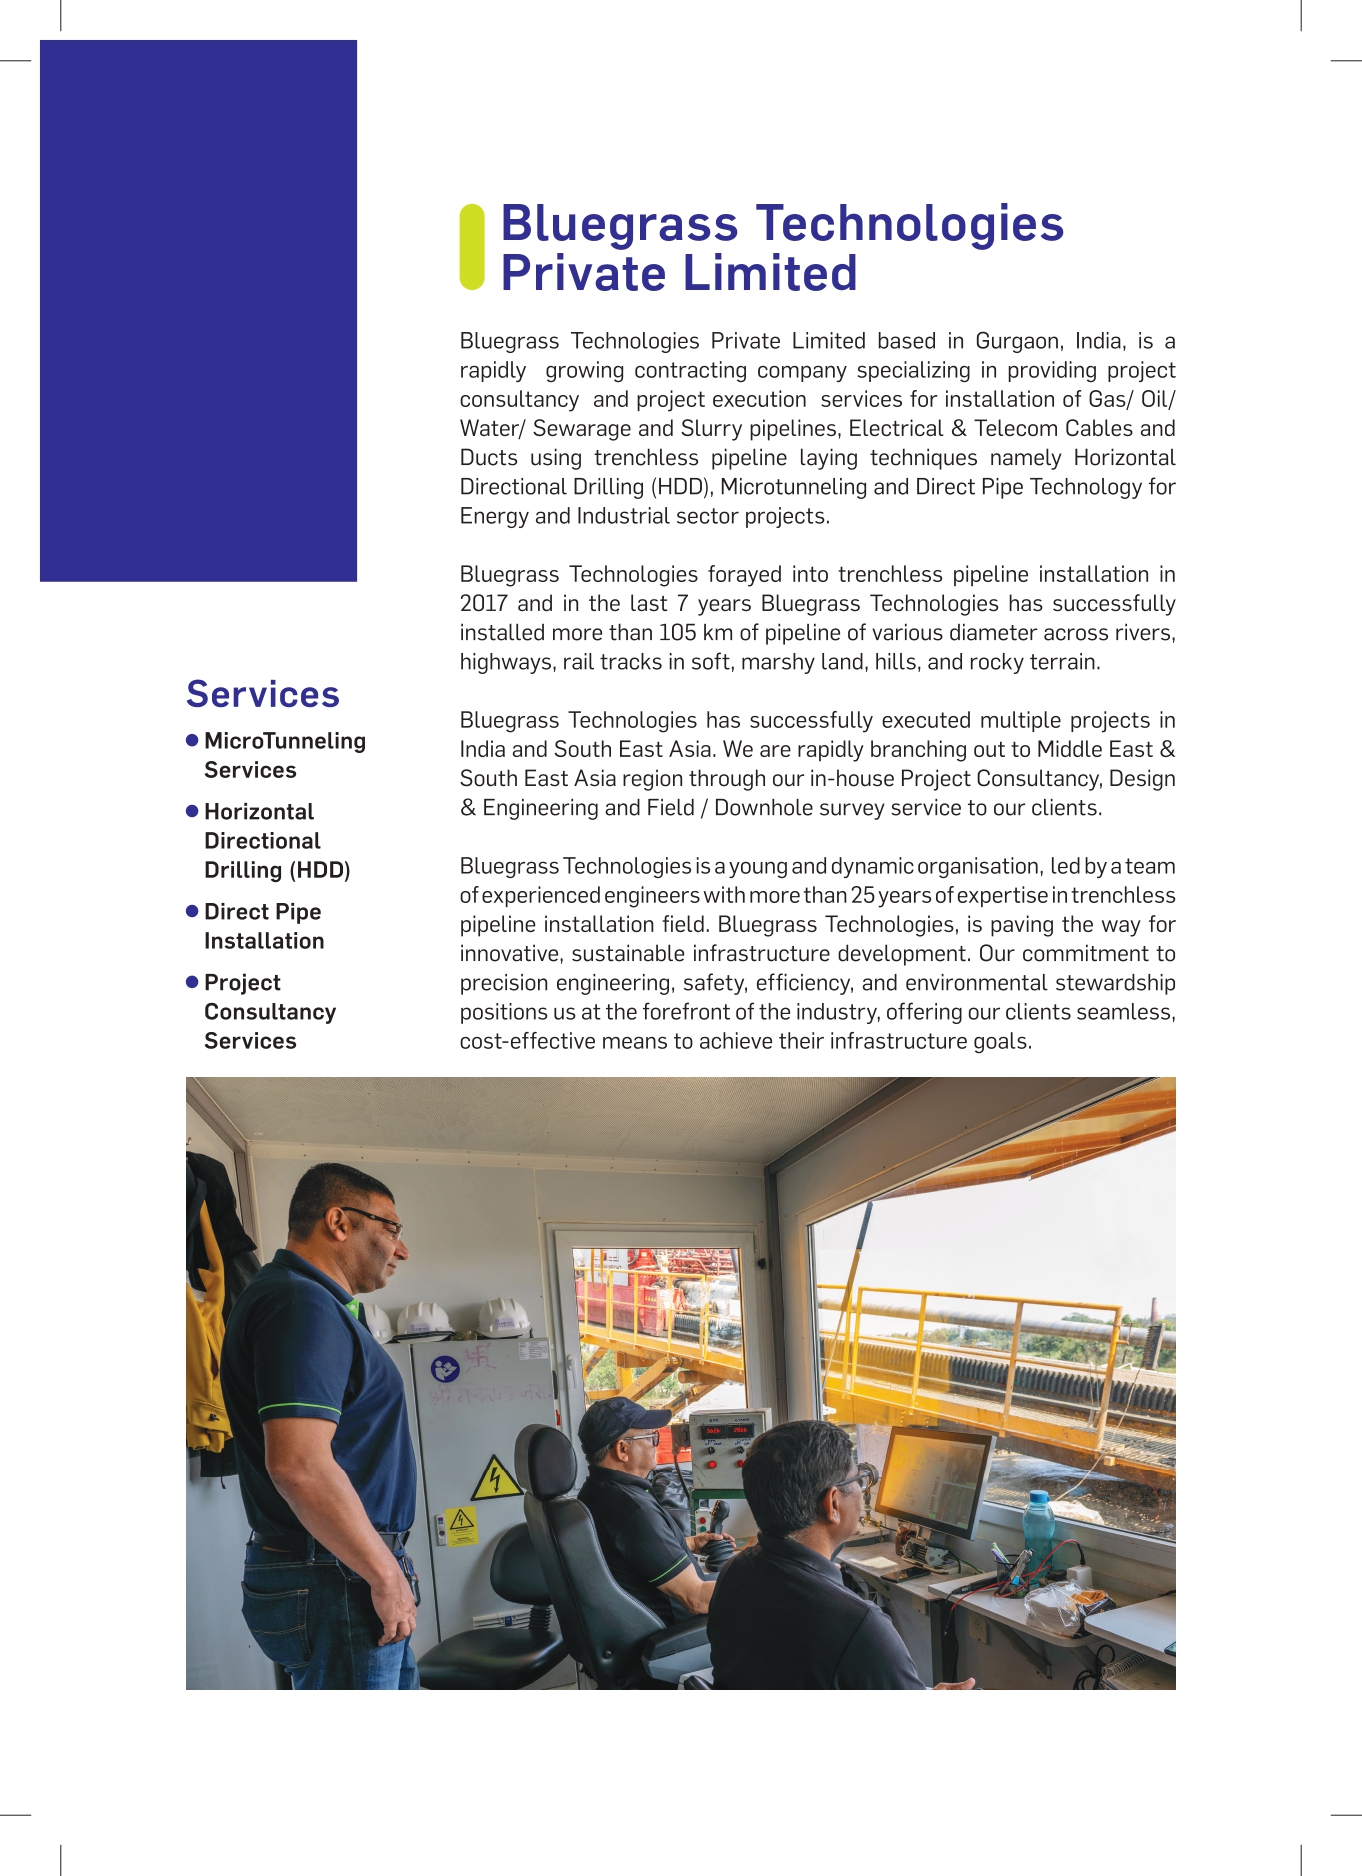 Bluegrass Technologies
Private Limited
Bluegrass Technologies Private Limited based in Gurgaon, India, is a
rapidly growing contracting company specializing in providing project
consultancy and project execution services for installation of Gas/ Oil/
Water/ Sewarage and Slurry pipelines, Electrical & Telecom Cables and
Ducts using trenchless pipeline laying techniques namely Horizontal
Directional Drilling (HDD), Microtunneling and Direct Pipe Technology for
Energy and Industrial sector projects.
Bluegrass Technologies forayed into trenchless pipeline installation in
2017 and in the last 7 years Bluegrass Technologies has successfully
installed more than 105 km of pipeline of various diameter across rivers,
highways, rail tracks in soft, marshy land, hills, and rocky terrain.
Bluegrass Technologies has successfully executed multiple projects in
India and South East Asia. We are rapidly branching out to Middle East &
South East Asia region through our in-house Project Consultancy, Design
& Engineering and Field / Downhole survey service to our clients.
Bluegrass Technologies is a young and dynamic organisation, led by a team
of experienced engineers with more than 25 years of expertise in trenchless
pipeline installation field. Bluegrass Technologies, is paving the way for
innovative, sustainable infrastructure development. Our commitment to
precision engineering, safety, efficiency, and environmental stewardship
positions us at the forefront of the industry, offering our clients seamless,
cost-effective means to achieve their infrastructure goals.
Services
MicroTunneling
Services
Horizontal
Directional
Drilling (HDD)
Direct Pipe
Installation
Project
Consultancy
Services